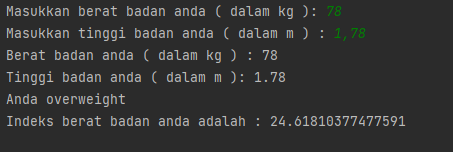 Masukkan berat badan anda ( dalam kg ): 78
Masukkan tinggi badan anda ( dalam m ) : 1,78
Berat badan anda ( dalam kg ) : 78
Tinggi badan anda ( dalam m ): 1.78
Anda overweight
Indeks berat badan anda adalah : 24.61810377477591